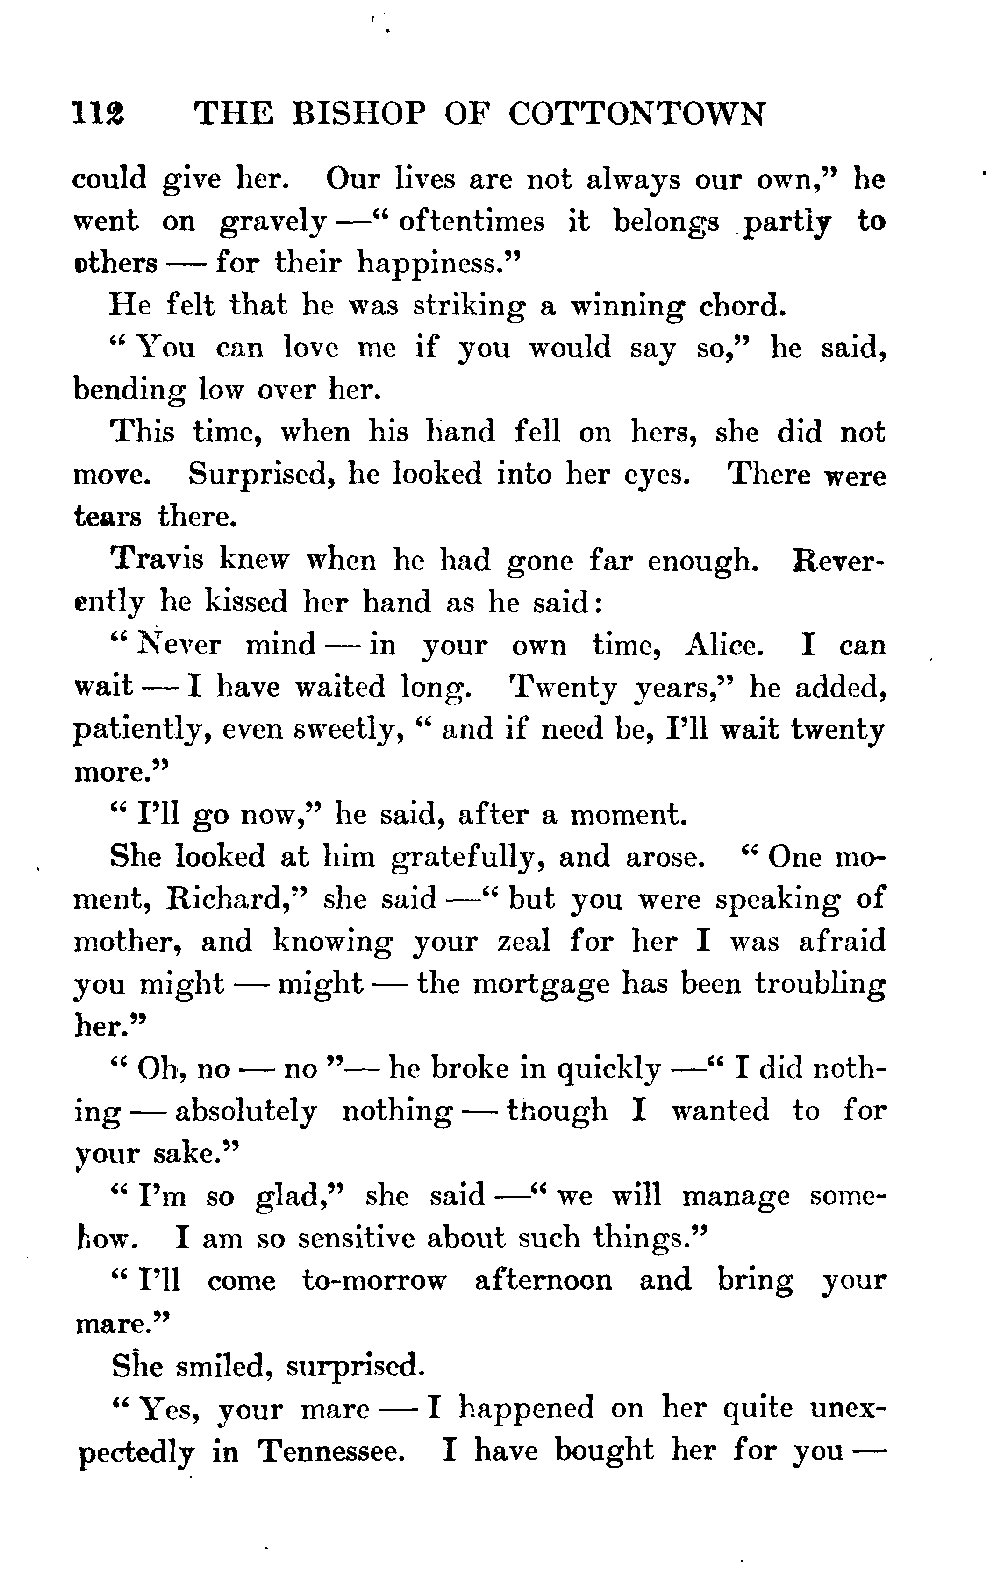 112 THE BISHOP OF COTTONTOWN
could give her. Our lives are not always our own,” he
went on gravely —“ oftentimes it belongs partly to
others — for their happiness.”
He felt that he was striking a winning chord.
“ You can love me if you would say so,” he said,
bending low over her.
This time, when his hand fell on hers, she did not
move. Surprised, he looked into her eyes. There were
tears there.
Travis knew when he had gone far enough. Rever-
ently he kissed her hand as he said:
“ Never mind — in your own time, Alice. I can
wait — I have waited long. Twenty years,” he added,
patiently, even sweetly, “ and if need be, I’ll wait twenty
more.”
“ I’ll go now,” he said, after a moment.
She looked at him gratefully, and arose. “ One mo-
ment, Richard,” she said —“ but you were speaking of
mother, and knowing your zeal for her I was afraid
you might — might — the mortgage has been troubling
her.”
“ Oh, no — no ”— he broke in quickly —“ I did noth-
ing — absolutely nothing — though I wanted to for
your sake.”
“ I’m so glad,” she said —“ we will manage some-
how. I am so sensitive about such things.”
“ I’ll come to-morrow afternoon and bring your
mare.”
She smiled, surprised.
“ Yes, your mare — I happened on her quite unex-
pectedly in Tennessee. I have bought her for you —